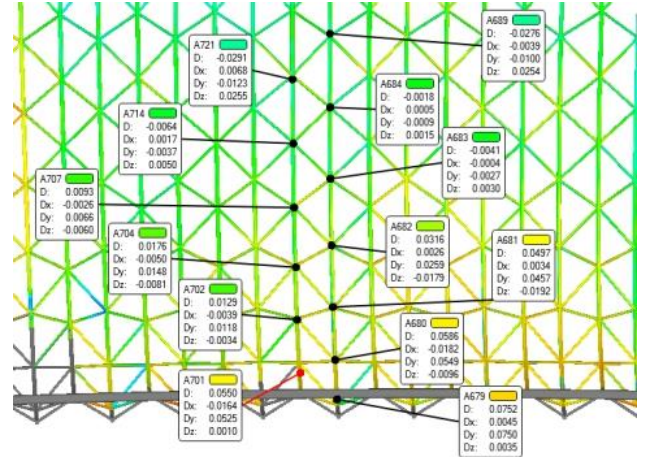 A689
D: -0.0276
Dx: -0.0039
Dy: -0.0100
Dz: 0.0254
A721
D: -0.0291
Dx: 0.0068
Dy: -0.0123
Dz: 0.0255
A684
D: -0.0018
Dx: 0.0005
Dy: -0.0009
Dz: 0.0015
A714
D: -0.0064
Dx: 0.0017
Dy: -0.0037
Dz: 0.0050
A683
D: -0.0041
Dx: -0.0004
Dy: -0.0027
Dz: 0.0030
A707
D: 0.0093
Dx: -0.0026
Dy: 0.0066
Dz: -0.0060
A704
D: 0.0176
Dx: -0.0050
Dy: 0.0148
Dz: -0.0081
A682
D: 0.0316
Dx: 0.0026
Dy: 0.0259
Dz: -0.0179
A681
D: 0.0497
Dx: 0.0034
Dy: 0.0457
Dz: -0.0192
A702
D: 0.0129
Dx: -0.0039
Dy: 0.0118
Dz: -0.0034
A680
D: 0.0586
Dx: -0.0182
Dy: 0.0549
Dz: -0.0096
A701
D: 0.0550
Dx: -0.0164
Dy: 0.0525
Dz: 0.0010
A679
D: 0.0752
Dx: 0.0045
Dy: 0.0750
Dz: 0.0035